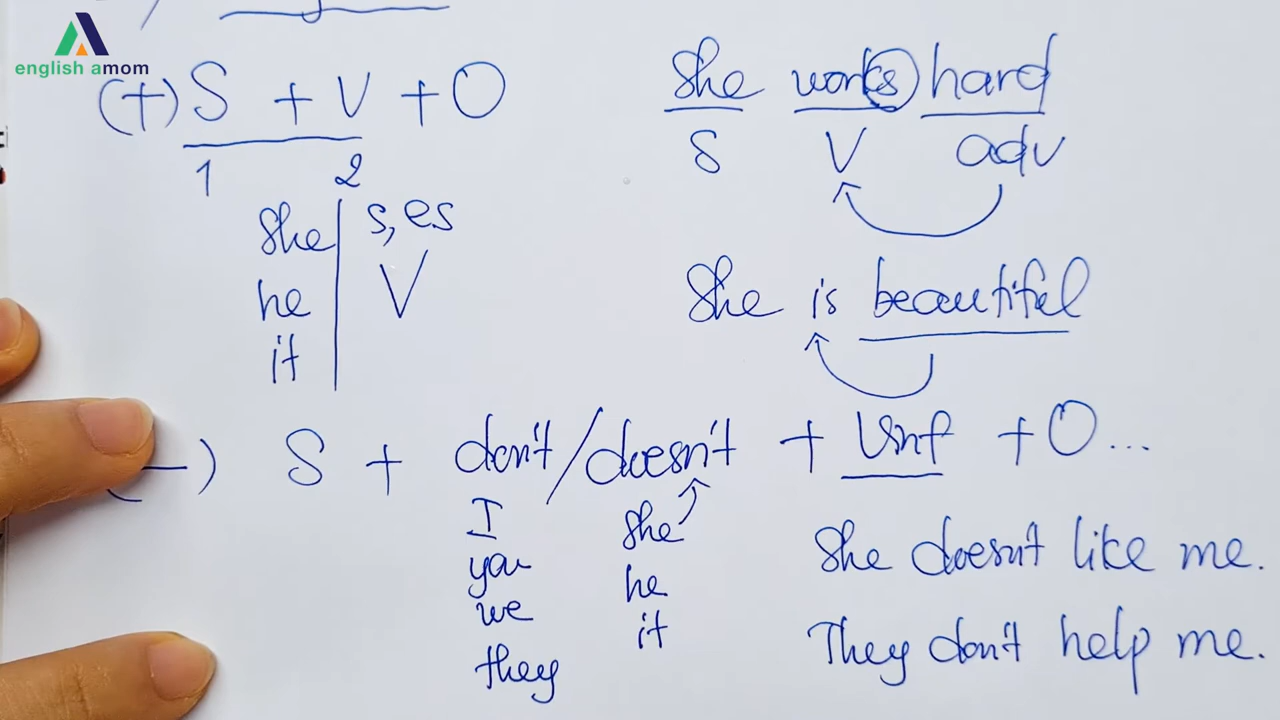 english amom
(+) S + V + O
1 2
she s, es
he V
it
She works hard
S V adv
She is beautiful
(-) S + don't/doesn't + Vinf + O...
I she
you he
we it
they
She doesn't like me.
They don't help me.